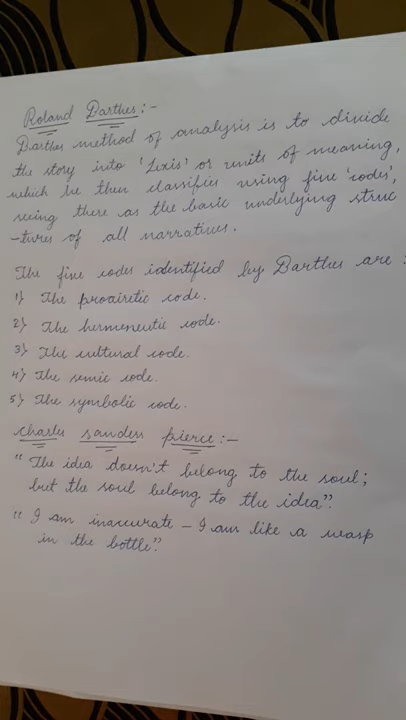 Roland Barthes:-
Barthes method of analysis is to divide
the story into 'Lexis' or units of meaning,
which he then classifies using five 'codes',
seeing there as the basic underlying struc
-tures of all narratives.
The five codes identified by Barthes are :
1) The proairetic code.
2) The hermeneutic code.
3) The cultural code.
4) The semic code.
5) The symbolic code.
Charles sanders pierce:-
"The idea doesn't belong to the soul;
but the soul belong to the idea".
"I am inaccurate - I am like a wasp
in the bottle".